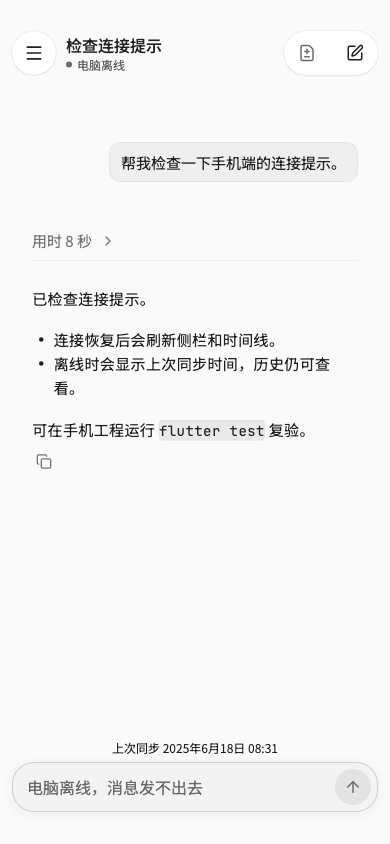 检查连接提示
电脑离线
帮我检查一下手机端的连接提示。
用时 8 秒
已检查连接提示。
• 连接恢复后会刷新侧栏和时间线。
• 离线时会显示上次同步时间，历史仍可查
看。
可在手机工程运行 flutter test 复验。
上次同步 2025年6月18日 08:31
电脑离线，消息发不出去